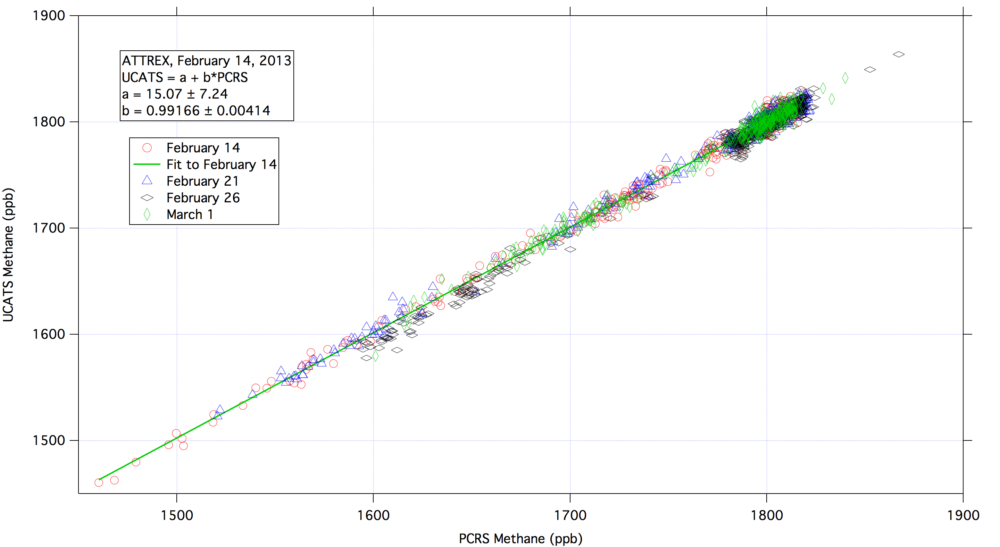 1900
1800
1700
1600
1500
UCATS Methane (ppb)
ATTREX, February 14, 2013
UCATS = a + b*PCRS
a = 15.07 ± 7.24
b = 0.99166 ± 0.00414
February 14
Fit to February 14
February 21
February 26
March 1
1500 1600 1700 1800 1900
PCRS Methane (ppb)